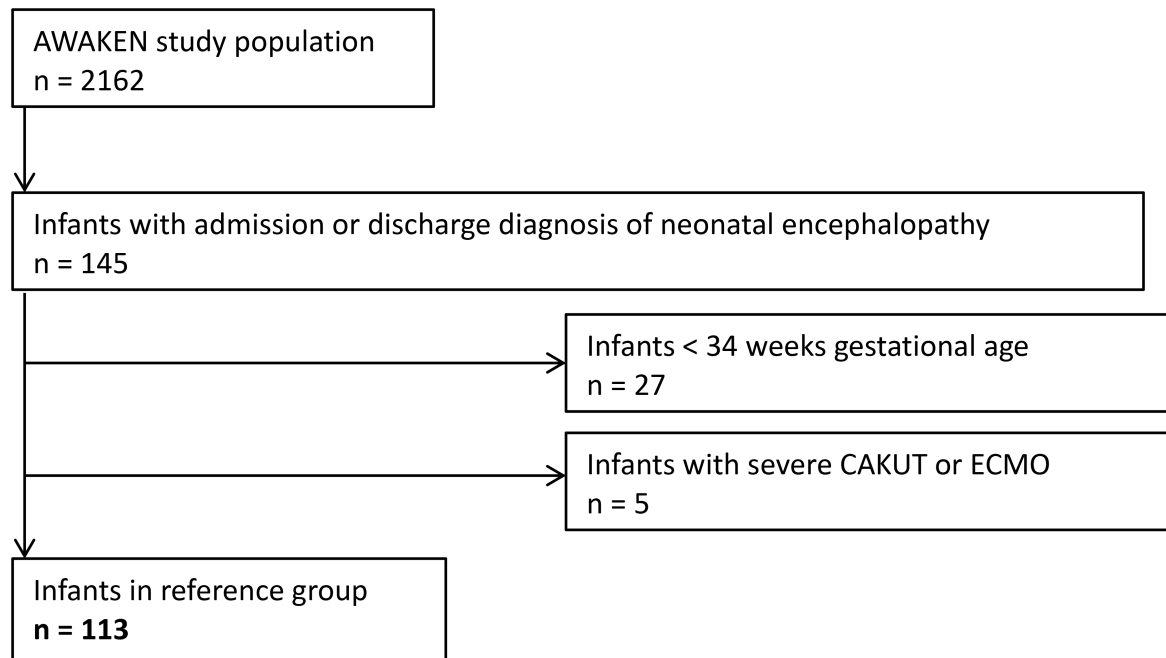 AWAKEN study population
n = 2162
Infants with admission or discharge diagnosis of neonatal encephalopathy
n = 145
Infants < 34 weeks gestational age
n = 27
Infants with severe CAKUT or ECMO
n = 5
Infants in reference group
n = 113